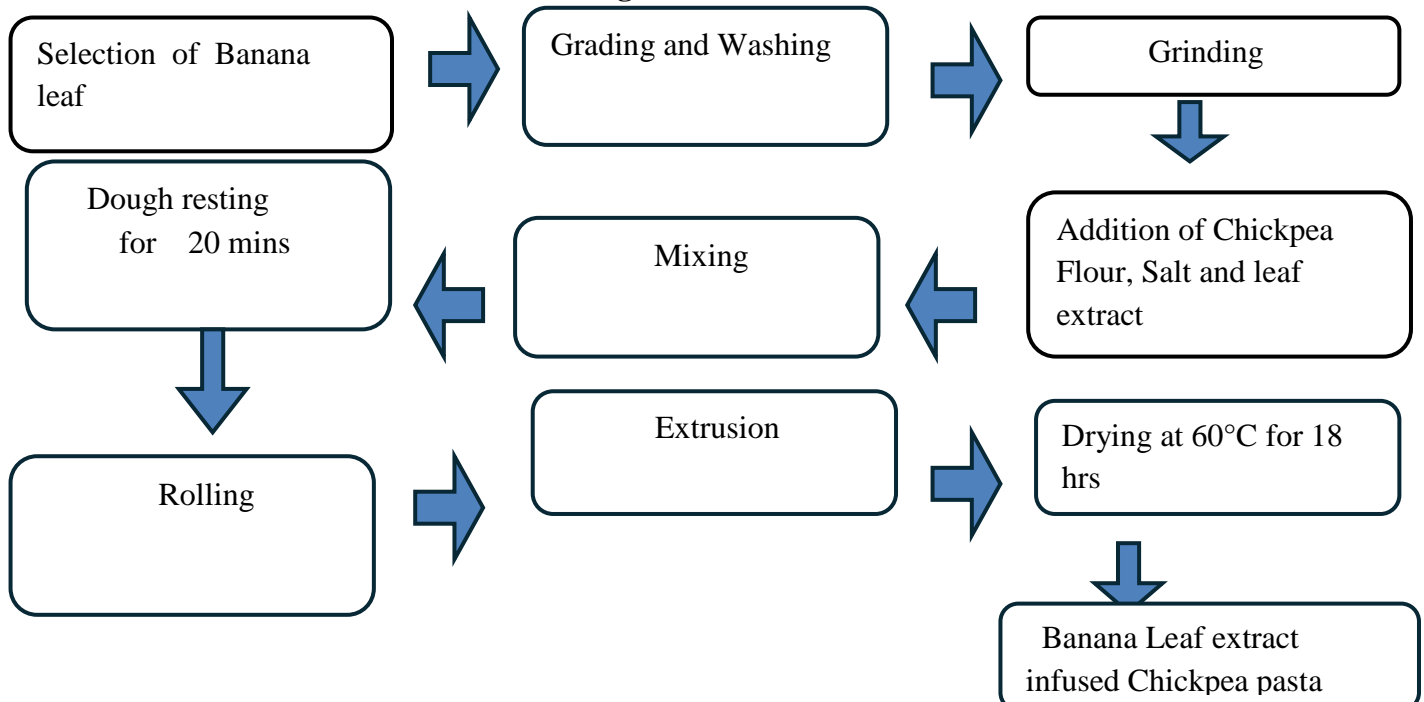 Selection of Banana
leaf
Grading and Washing
Grinding
Addition of Chickpea
Flour, Salt and leaf
extract
Mixing
Dough resting
for 20 mins
Rolling
Extrusion
Drying at 60°C for 18
hrs
Banana Leaf extract
infused Chickpea pasta